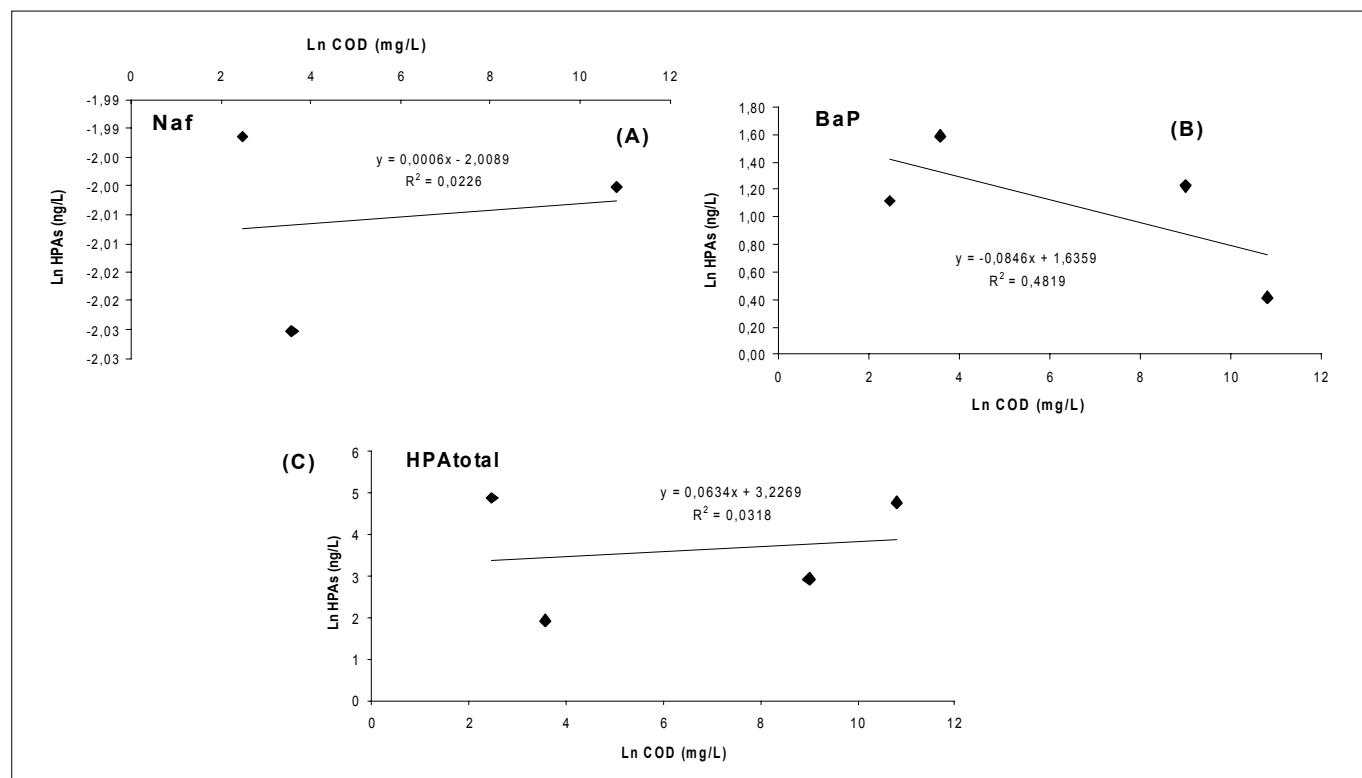 Ln COD (mg/L)
0 2 4 6 8 10 12
Naf
(A)
y = 0,0006x - 2,0089
R² = 0,0226
Ln HPAs (ng/L)
-1,99
-1,99
-2,00
-2,00
-2,01
-2,01
-2,02
-2,02
-2,03
-2,03
BaP
(B)
y = -0,0846x + 1,6359
R² = 0,4819
Ln HPAs (ng/L)
1,80
1,60
1,40
1,20
1,00
0,80
0,60
0,40
0,20
0,00
0 2 4 6 8 10 12
Ln COD (mg/L)
(C)
HPAtotal
y = 0,0634x + 3,2269
R² = 0,0318
Ln HPAs (ng/L)
6
5
4
3
2
1
0
0 2 4 6 8 10 12
Ln COD (mg/L)